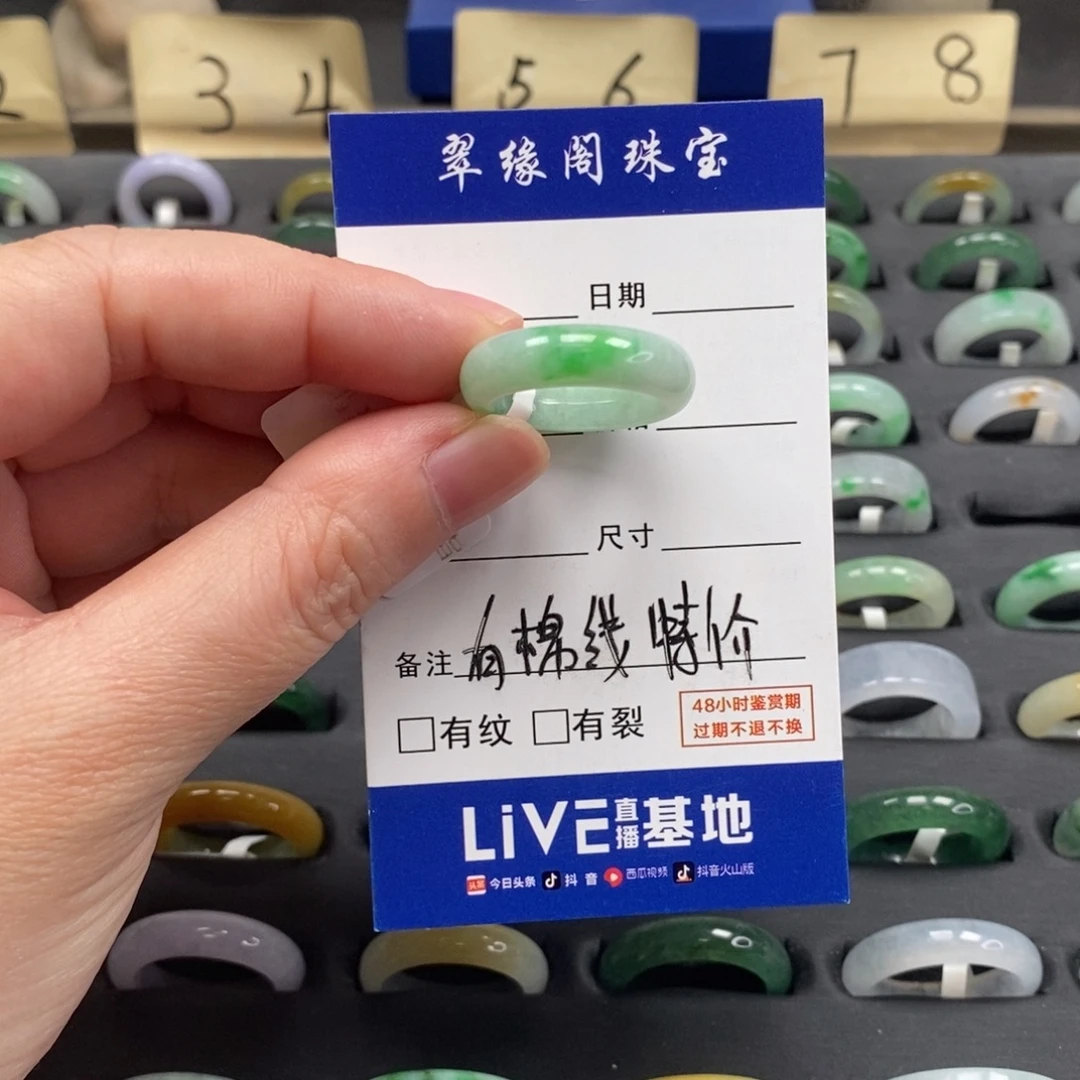 2 3 4 5 6 7 8
翠缘阁珠宝
日期
尺寸
备注 有棉线特价
□有纹 □有裂
48小时鉴赏期
过期不退不换
LiVE直播基地
头条 今日头条 抖音 西瓜视频 抖音火山版